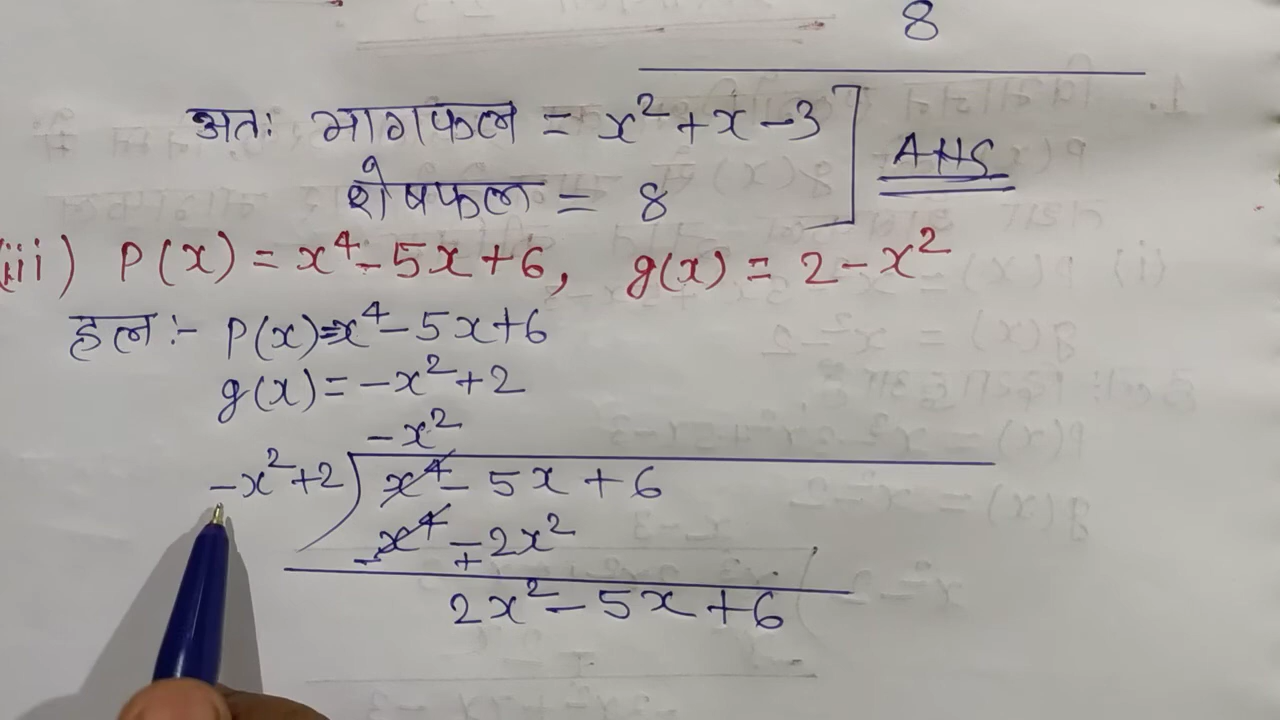 8
अतः भागफल = x² + x - 3
शेषफल = 8
ANS
(iii) P(x) = x⁴ - 5x + 6, g(x) = 2 - x²
हल :- P(x) = x⁴ - 5x + 6
g(x) = -x² + 2
-x²
-x² + 2 ) x⁴ - 5x + 6
x⁴ - 2x²
- +
2x² - 5x + 6